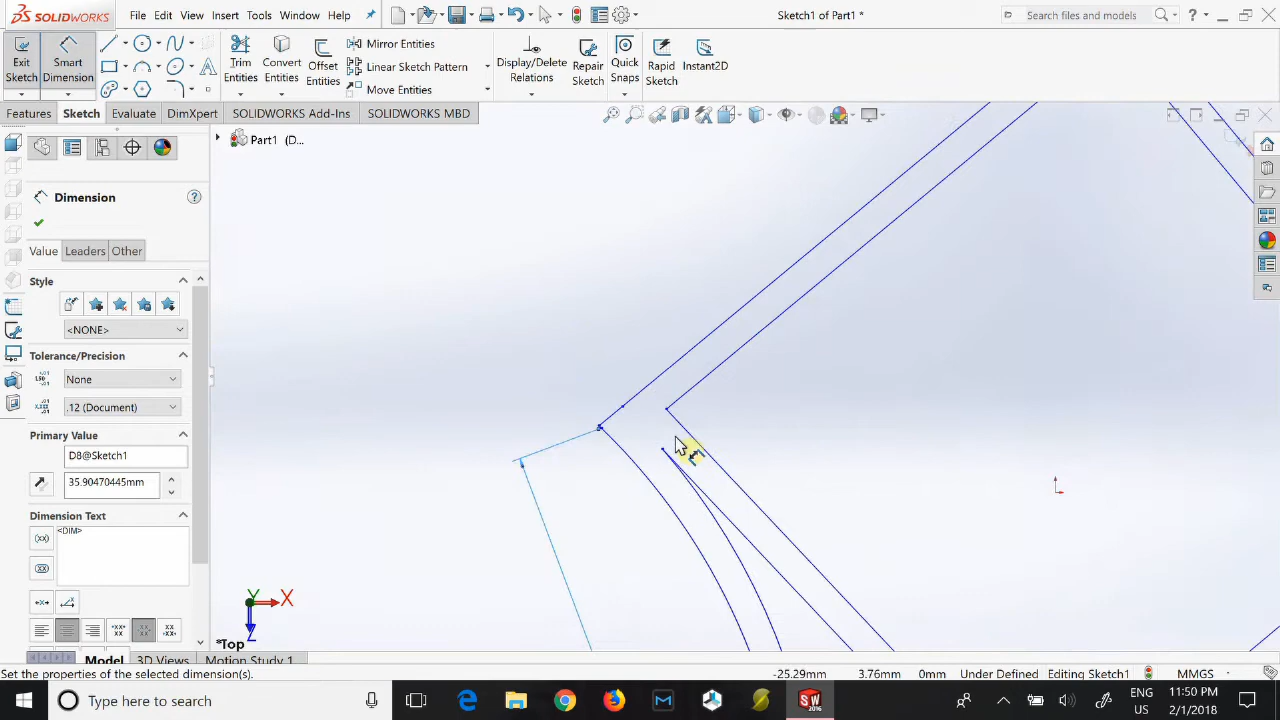 SOLIDWORKS File Edit View Insert Tools Window Help Sketch1 of Part1 * Search files and models ?
Exit Sketch
Smart Dimension
Trim Entities
Convert Entities
Offset Entities
Mirror Entities
Linear Sketch Pattern
Move Entities
Display/Delete Relations
Repair Sketch
Quick Snaps
Rapid Sketch
Instant2D
Features Sketch Evaluate DimXpert SOLIDWORKS Add-Ins SOLIDWORKS MBD
Part1 (D...
Dimension ?
Value Leaders Other
Style
<NONE>
Tolerance/Precision
None
.12 (Document)
Primary Value
D8@Sketch1
35.90470445mm
Dimension Text
<DIM>
Y X Z
*Top
Model 3D Views Motion Study 1
Set the properties of the selected dimension(s). -25.29mm 3.76mm 0mm Under Defined Editing Sketch1 MMGS
Type here to search
SW 2016
ENG
US
11:50 PM
2/1/2018